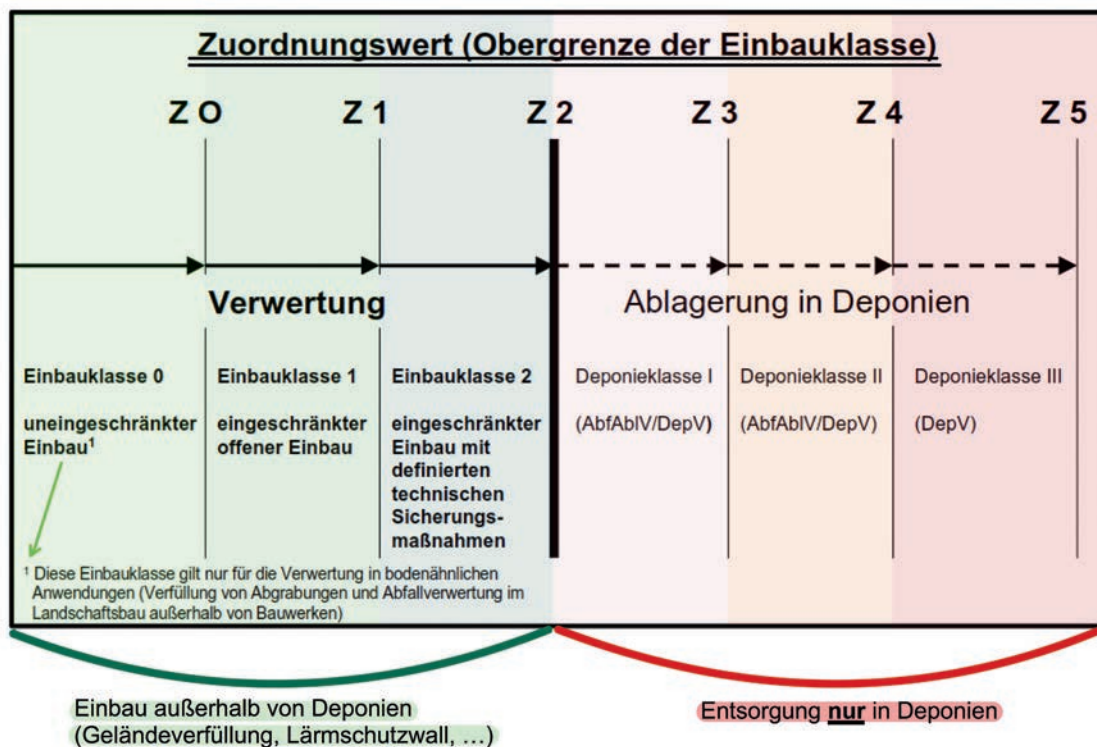 Zuordnungswert (Obergrenze der Einbauklasse)
Z 0
Z 1
Z 2
Z 3
Z 4
Z 5
Verwertung
Ablagerung in Deponien
Einbauklasse 0
uneingeschränkter
Einbau¹
Einbauklasse 1
eingeschränkter
offener Einbau
Einbauklasse 2
eingeschränkter
Einbau mit
definierten
technischen
Sicherungs-
maßnahmen
Deponieklasse I
(AbfAblV/DepV)
Deponieklasse II
(AbfAblV/DepV)
Deponieklasse III
(DepV)
¹ Diese Einbauklasse gilt nur für die Verwertung in bodenähnlichen
Anwendungen (Verfüllung von Abgrabungen und Abfallverwertung im
Landschaftsbau außerhalb von Bauwerken)
Einbau außerhalb von Deponien
(Geländeverfüllung, Lärmschutzwall, …)
Entsorgung nur in Deponien